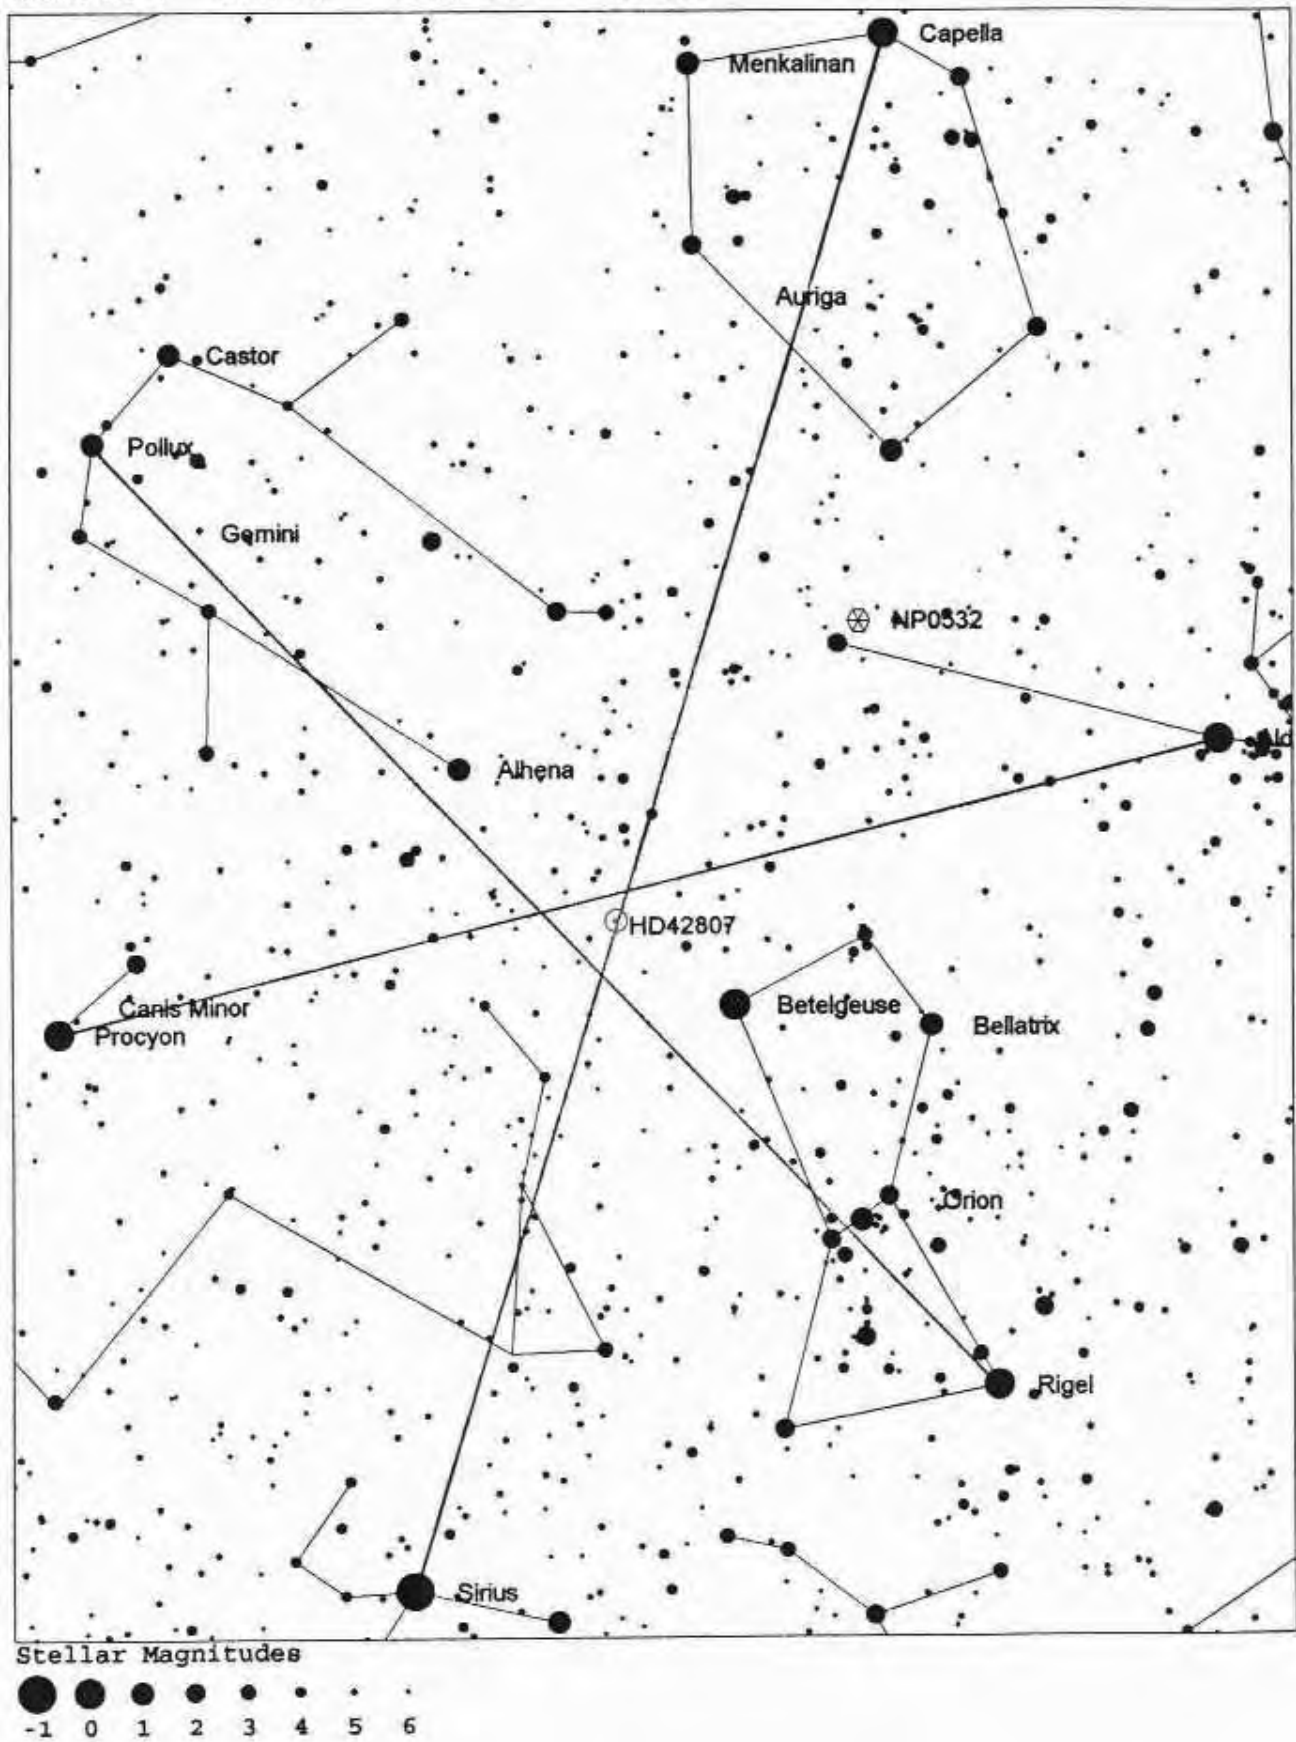 Capella
Menkalinan
Auriga
Castor
Pollux
Gemini
NP0532
Ald
Alhena
HD42807
Betelgeuse
Bellatrix
Canis Minor
Procyon
Orion
Rigel
Sirius
Stellar Magnitudes
-1 0 1 2 3 4 5 6